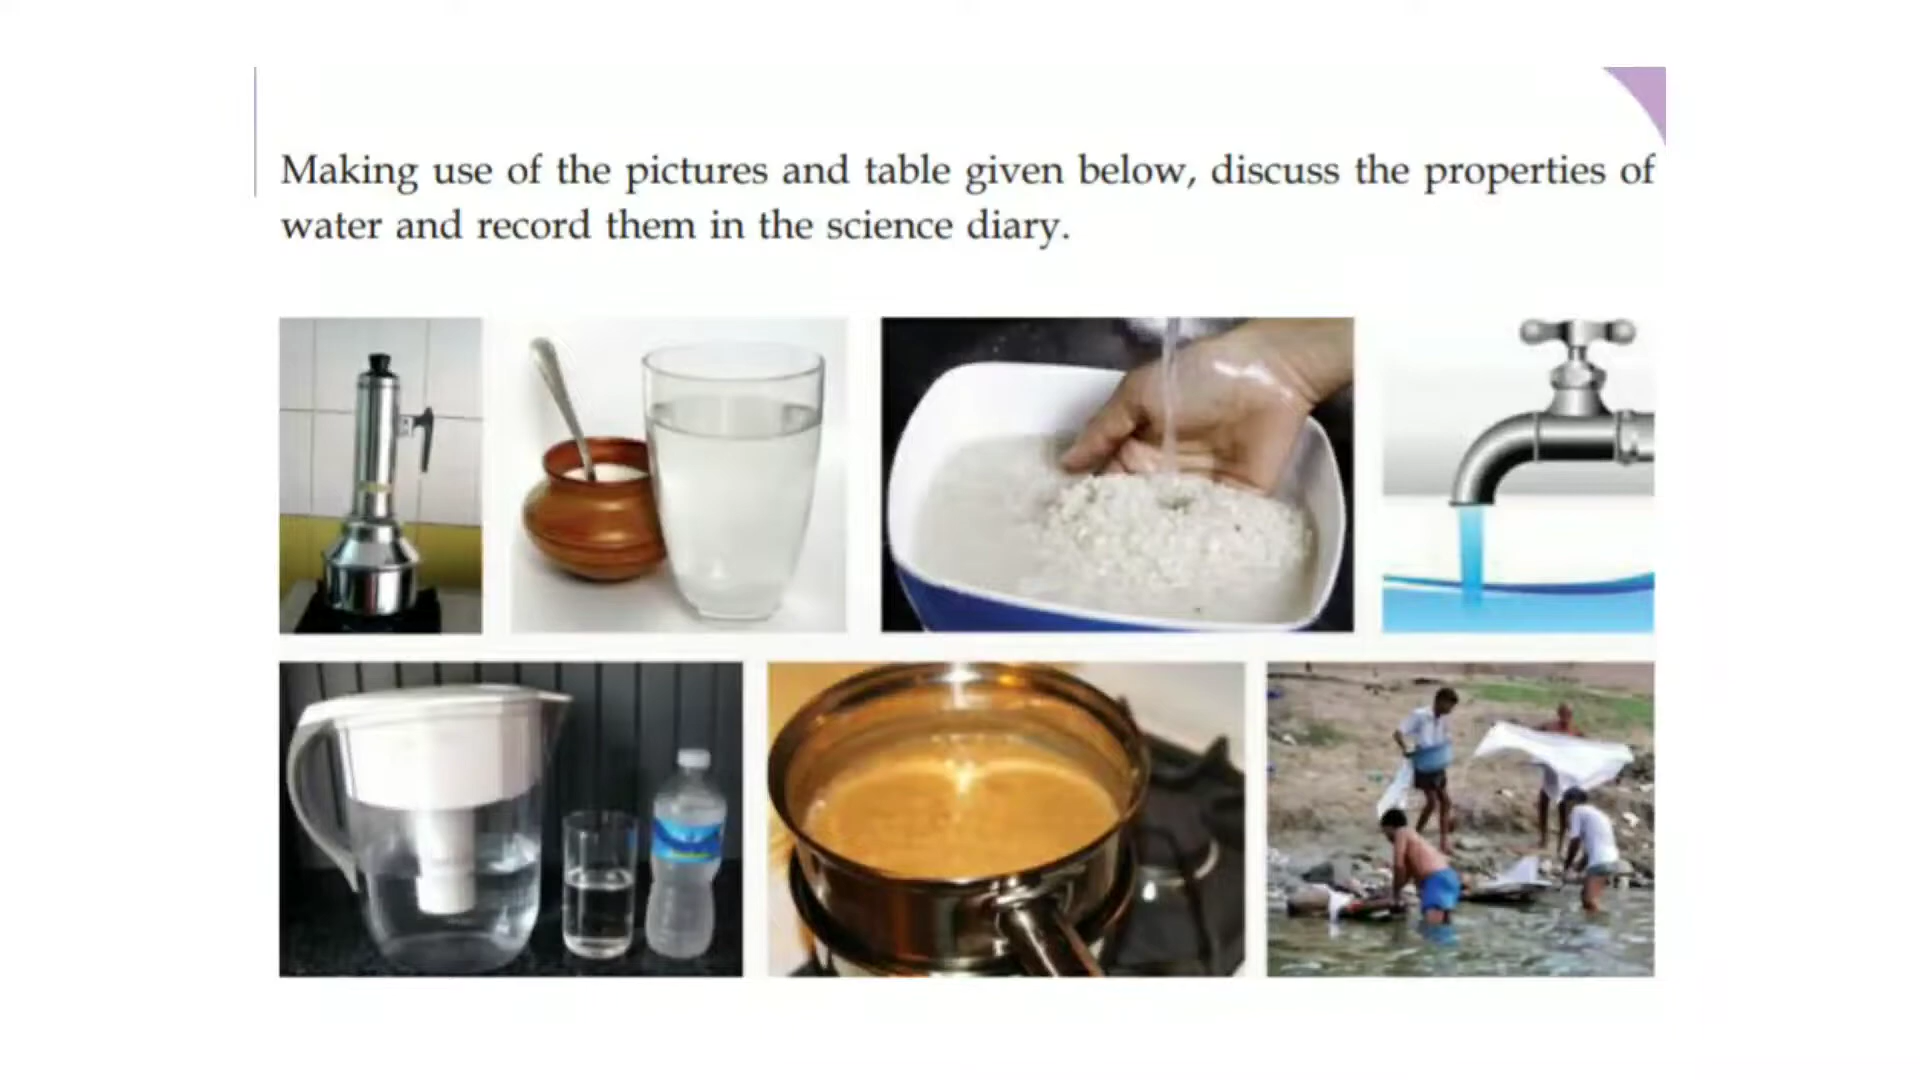 Making use of the pictures and table given below, discuss the properties of
water and record them in the science diary.